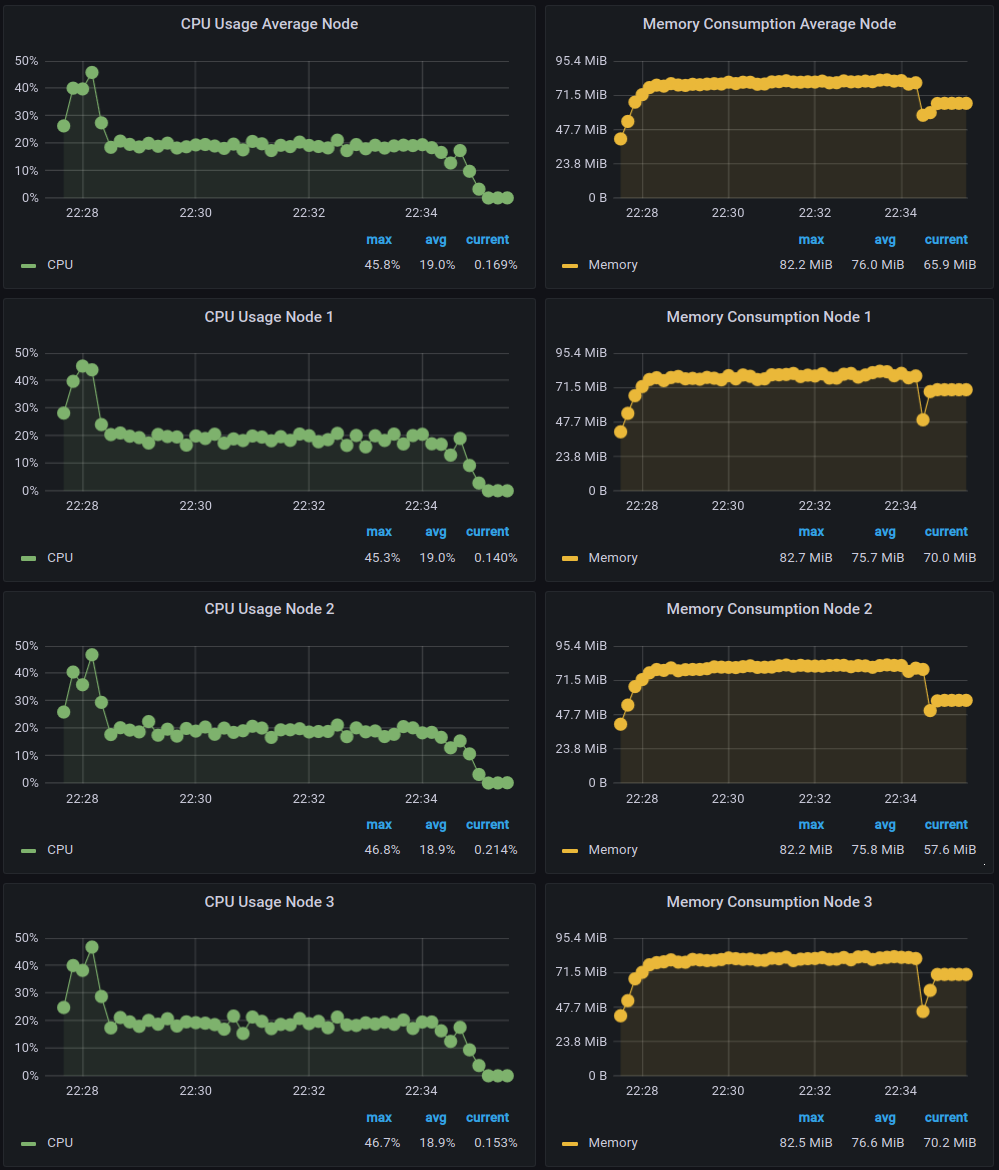 CPU Usage Average Node
50%
40%
30%
20%
10%
0%
22:28 22:30 22:32 22:34
max avg current
CPU 45.8% 19.0% 0.169%
Memory Consumption Average Node
95.4 MiB
71.5 MiB
47.7 MiB
23.8 MiB
0 B
22:28 22:30 22:32 22:34
max avg current
Memory 82.2 MiB 76.0 MiB 65.9 MiB
CPU Usage Node 1
50%
40%
30%
20%
10%
0%
22:28 22:30 22:32 22:34
max avg current
CPU 45.3% 19.0% 0.140%
Memory Consumption Node 1
95.4 MiB
71.5 MiB
47.7 MiB
23.8 MiB
0 B
22:28 22:30 22:32 22:34
max avg current
Memory 82.7 MiB 75.7 MiB 70.0 MiB
CPU Usage Node 2
50%
40%
30%
20%
10%
0%
22:28 22:30 22:32 22:34
max avg current
CPU 46.8% 18.9% 0.214%
Memory Consumption Node 2
95.4 MiB
71.5 MiB
47.7 MiB
23.8 MiB
0 B
22:28 22:30 22:32 22:34
max avg current
Memory 82.2 MiB 75.8 MiB 57.6 MiB
CPU Usage Node 3
50%
40%
30%
20%
10%
0%
22:28 22:30 22:32 22:34
max avg current
CPU 46.7% 18.9% 0.153%
Memory Consumption Node 3
95.4 MiB
71.5 MiB
47.7 MiB
23.8 MiB
0 B
22:28 22:30 22:32 22:34
max avg current
Memory 82.5 MiB 76.6 MiB 70.2 MiB